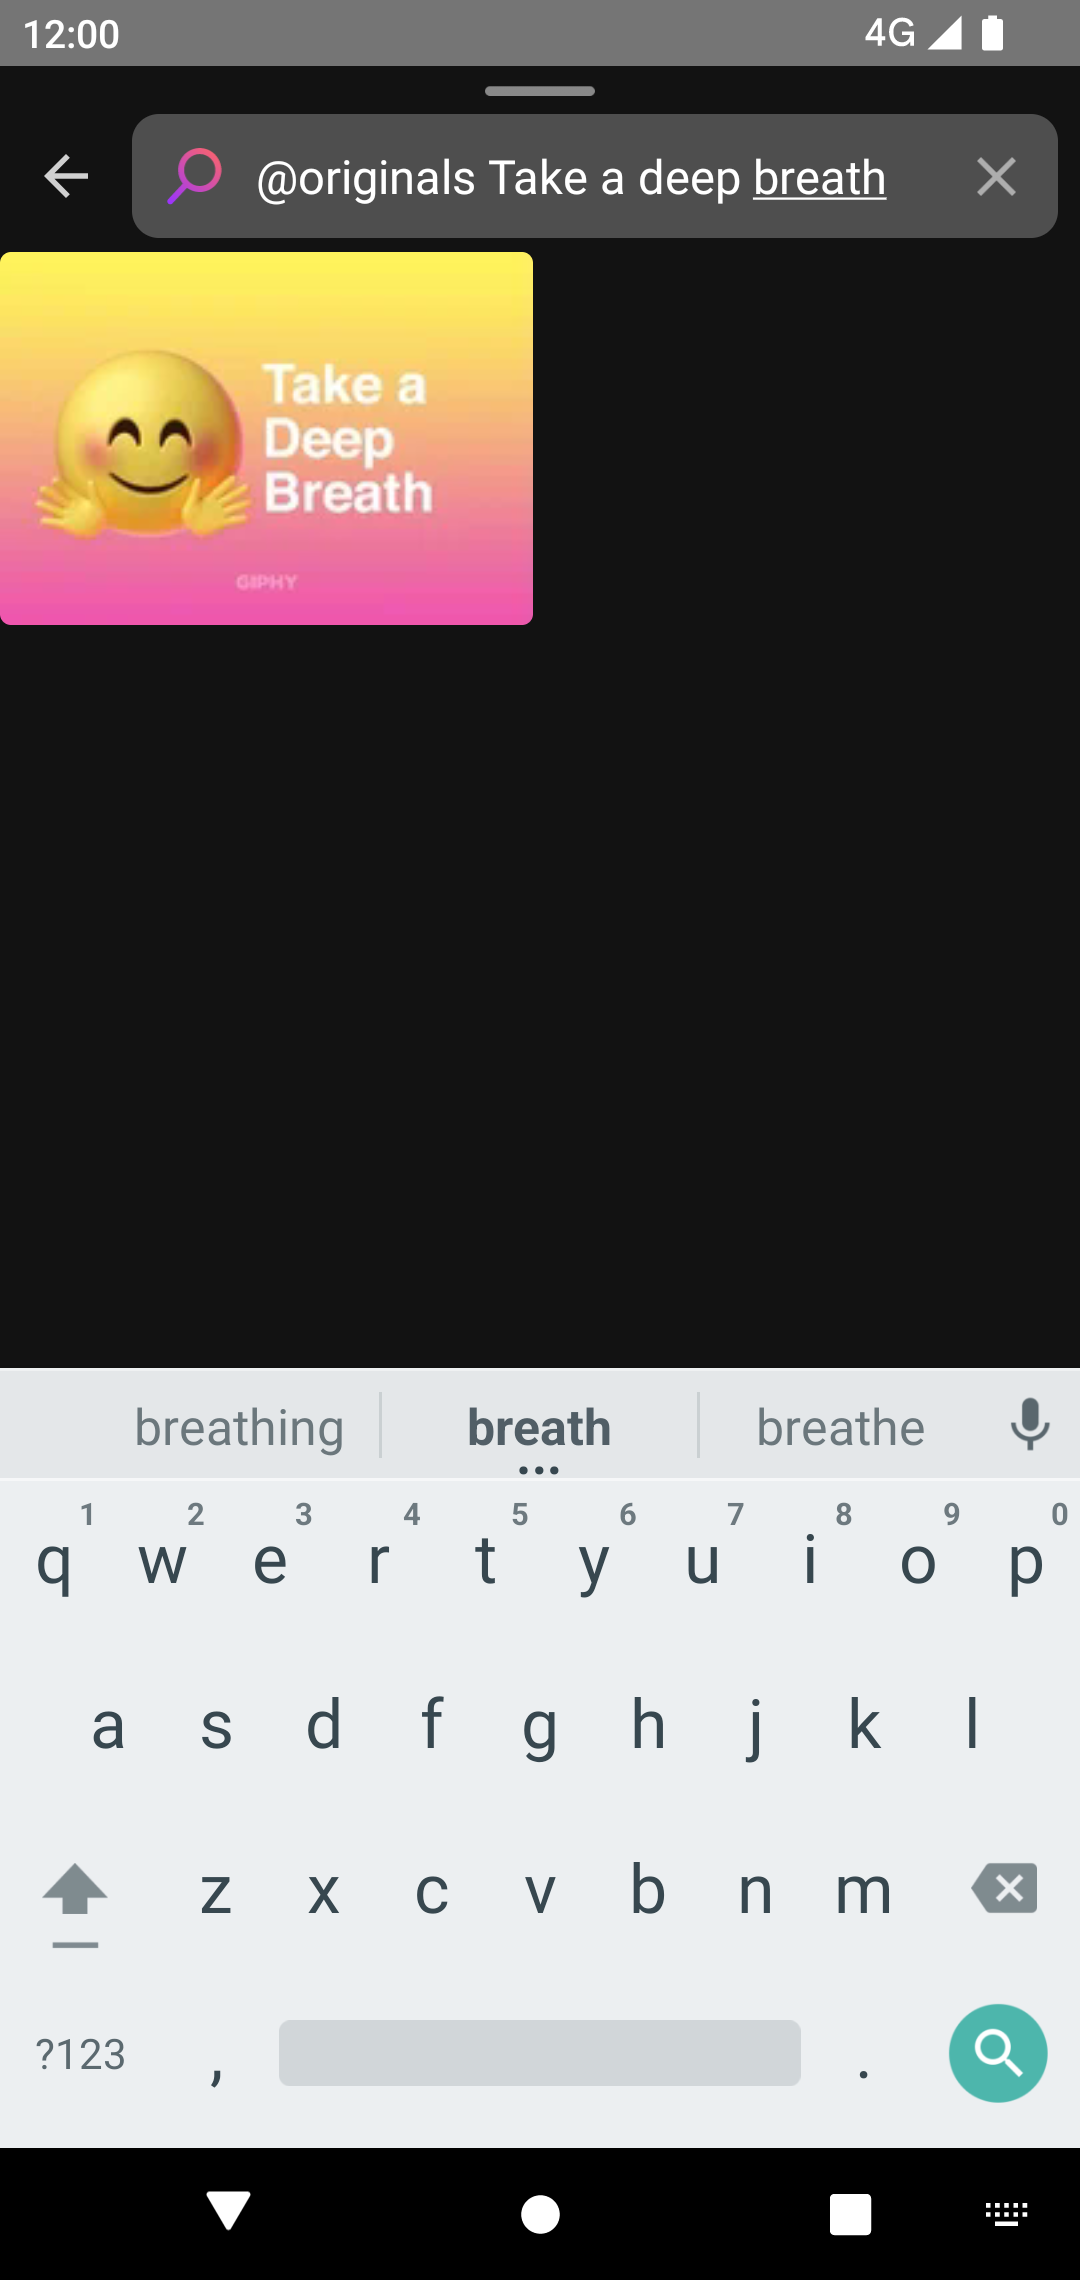 12:00 4G
@originals Take a deep breath
Take a
Deep
Breath
GIPHY
breathing breath breathe
1 2 3 4 5 6 7 8 9 0
q w e r t y u i o p
a s d f g h j k l
z x c v b n m
?123 , .